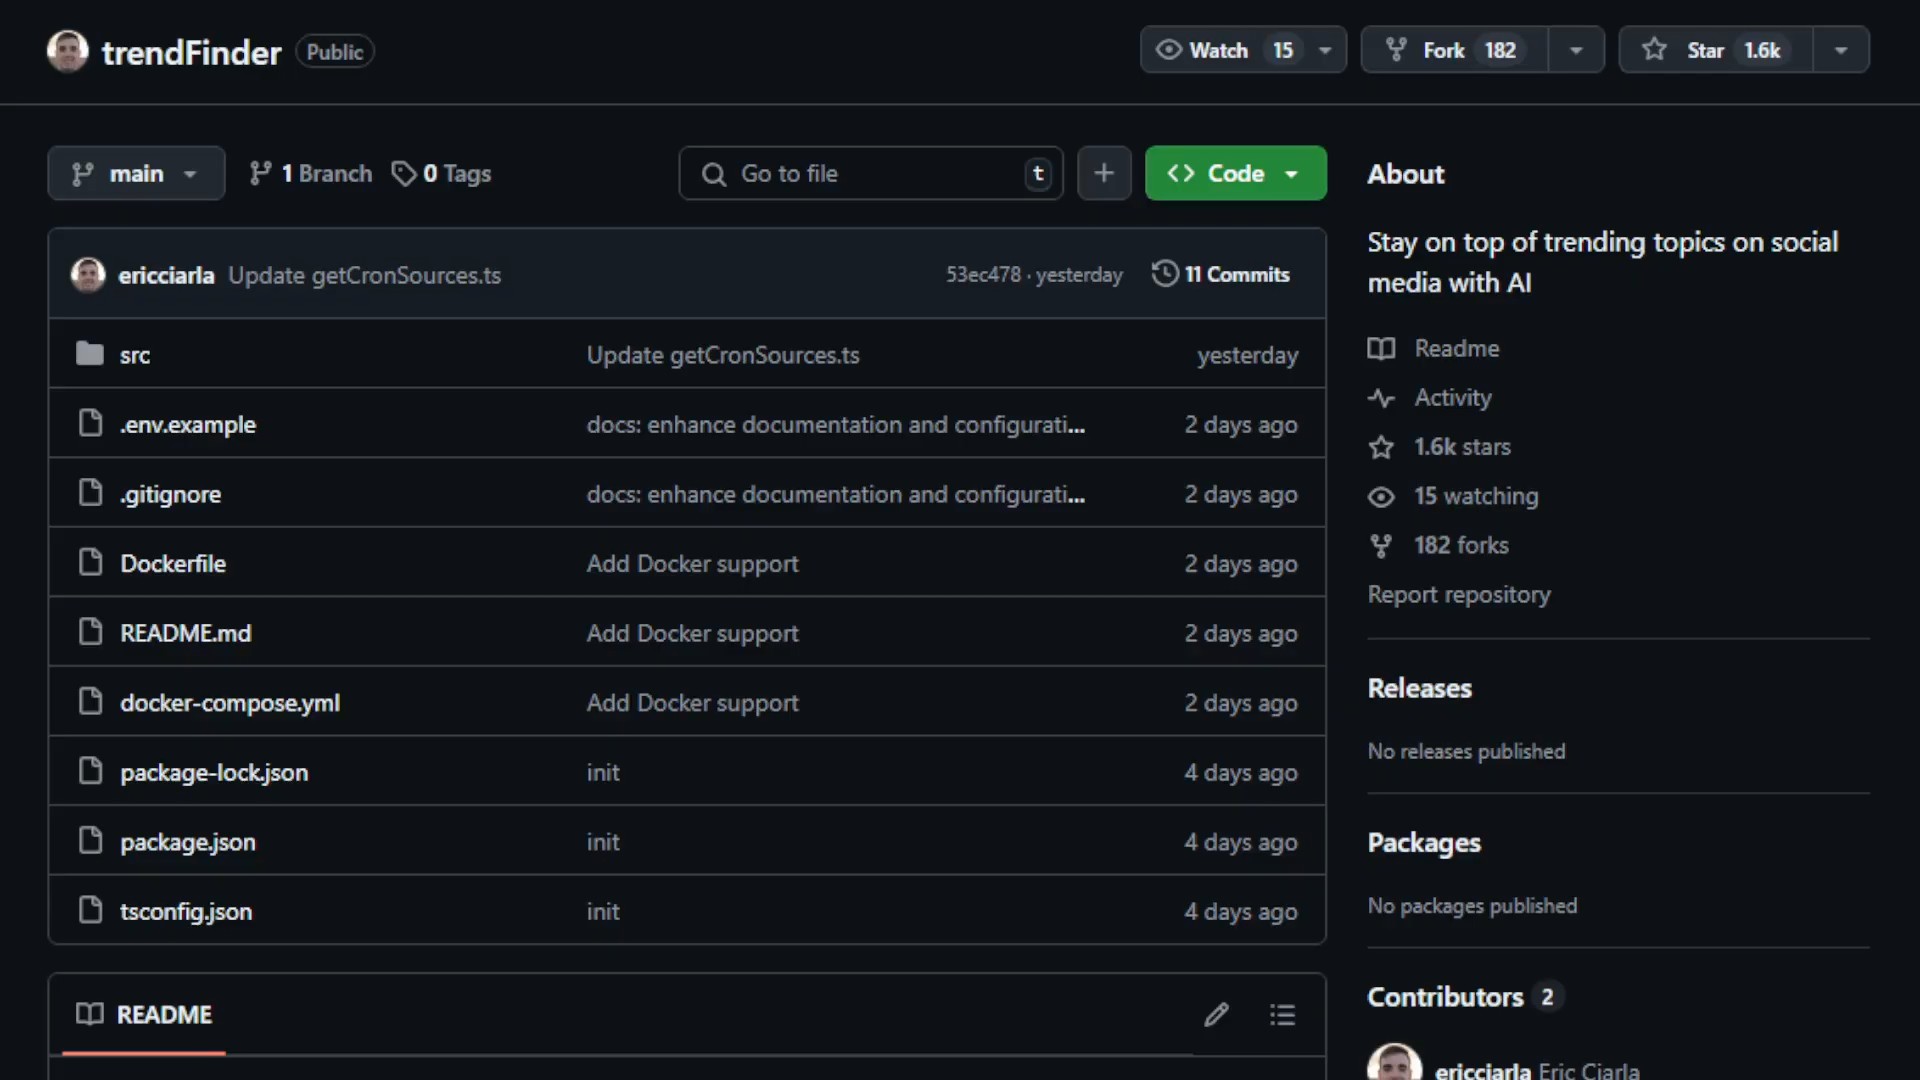 trendFinder Public
Watch 15
Fork 182
Star 1.6k
main
1 Branch
0 Tags
Go to file t
Code
ericciarla Update getCronSources.ts 53ec478 · yesterday 11 Commits
src Update getCronSources.ts yesterday
.env.example docs: enhance documentation and configurati... 2 days ago
.gitignore docs: enhance documentation and configurati... 2 days ago
Dockerfile Add Docker support 2 days ago
README.md Add Docker support 2 days ago
docker-compose.yml Add Docker support 2 days ago
package-lock.json init 4 days ago
package.json init 4 days ago
tsconfig.json init 4 days ago
README
About
Stay on top of trending topics on social
media with AI
Readme
Activity
1.6k stars
15 watching
182 forks
Report repository
Releases
No releases published
Packages
No packages published
Contributors 2
ericciarla Eric Ciarla